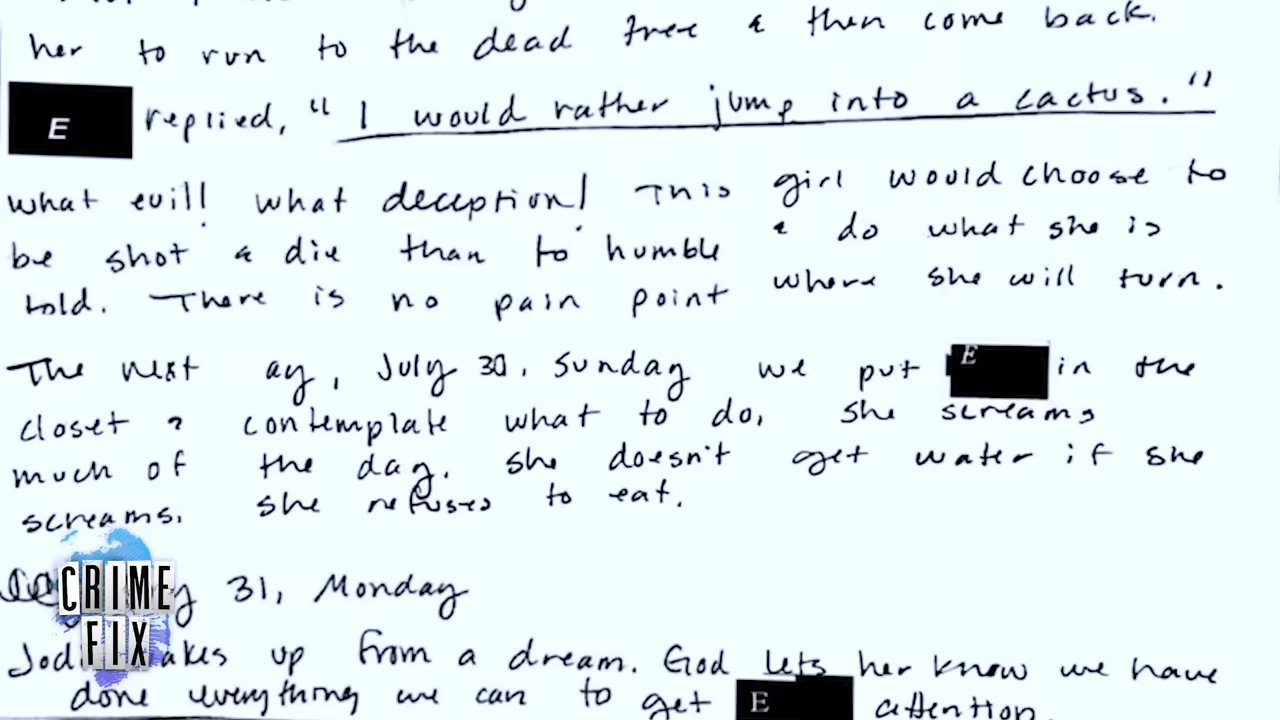 her to run to the dead tree & then come back.
E replied, "I would rather jump into a cactus."
what evil! what deception! This girl would choose to
be shot & die than to humble & do what she is
told. There is no pain point where she will turn.
The next ay, July 30, Sunday we put E in the
closet & contemplate what to do, she screams
much of the day. she doesn't get water if she
screams. she refuses to eat.
31, Monday
Jodi wakes up from a dream. God lets her know we have
done everything we can to get E attention.
CRIME
FIX